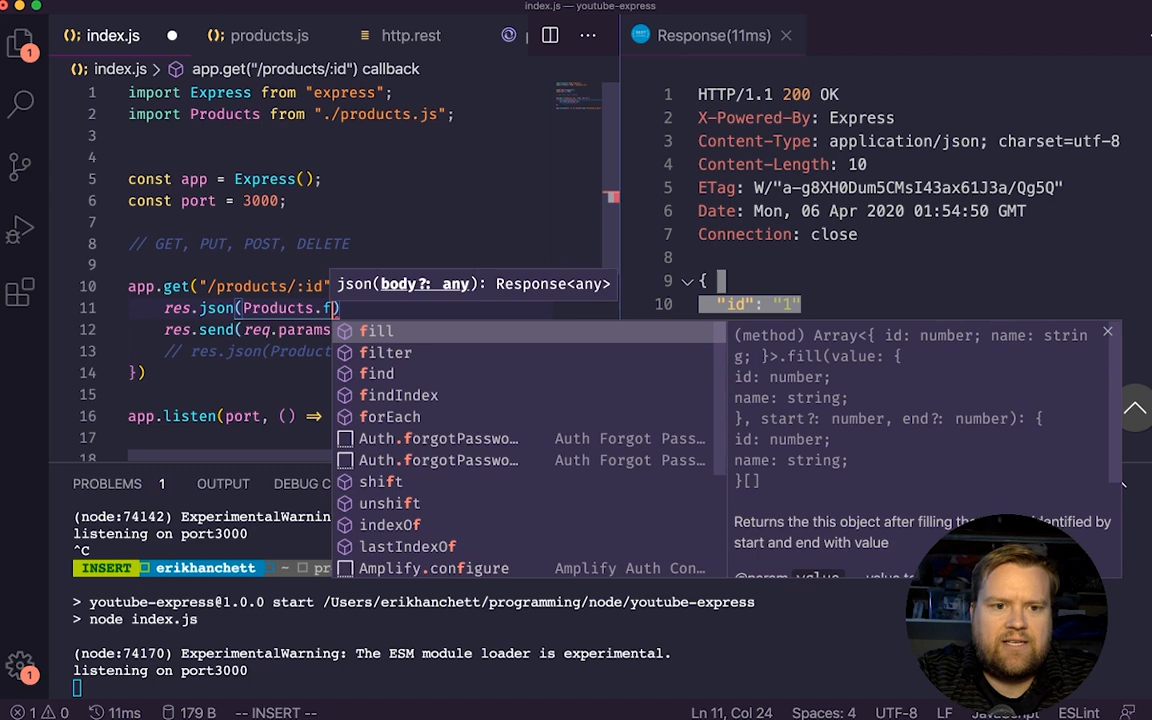 index.js — youtube-express
index.js
products.js
http.rest
Response(11ms)
index.js > app.get("/products/:id") callback
1 import Express from "express";
2 import Products from "./products.js";
3
4
5 const app = Express();
6 const port = 3000;
7
8 // GET, PUT, POST, DELETE
9
10 app.get("/products/:id"
json(body?: any): Response<any>
11 res.json(Products.f)
12 res.send(req.params
13 // res.json(Product
14 })
15
16 app.listen(port, () ⇒
17
18
fill
filter
find
findIndex
forEach
Auth.forgotPasswo... Auth Forgot Pass...
Auth.forgotPasswo... Auth Forgot Pass...
shift
unshift
indexOf
lastIndexOf
Amplify.configure Amplify Auth Con...
1 HTTP/1.1 200 OK
2 X-Powered-By: Express
3 Content-Type: application/json; charset=utf-8
4 Content-Length: 10
5 ETag: W/"a-g8XH0Dum5CMsI43ax61J3a/Qg5Q"
6 Date: Mon, 06 Apr 2020 01:54:50 GMT
7 Connection: close
8
9 {
10 "id": "1"
(method) Array<{ id: number; name: strin
g; }>.fill(value: {
id: number;
name: string;
}, start?: number, end?: number): {
id: number;
name: string;
}[]
Returns the this object after filling the identified by
start and end with value
PROBLEMS 1 OUTPUT DEBUG C
(node:74142) ExperimentalWarnin
listening on port3000
^C
INSERT erikhanchett ~ pr
> youtube-express@1.0.0 start /Users/erikhanchett/programming/node/youtube-express
> node index.js
(node:74170) ExperimentalWarning: The ESM module loader is experimental.
listening on port3000
1
1
1 0 11ms 179 B -- INSERT -- Ln 11, Col 24 Spaces: 4 UTF-8 LF JavaScript ESLint